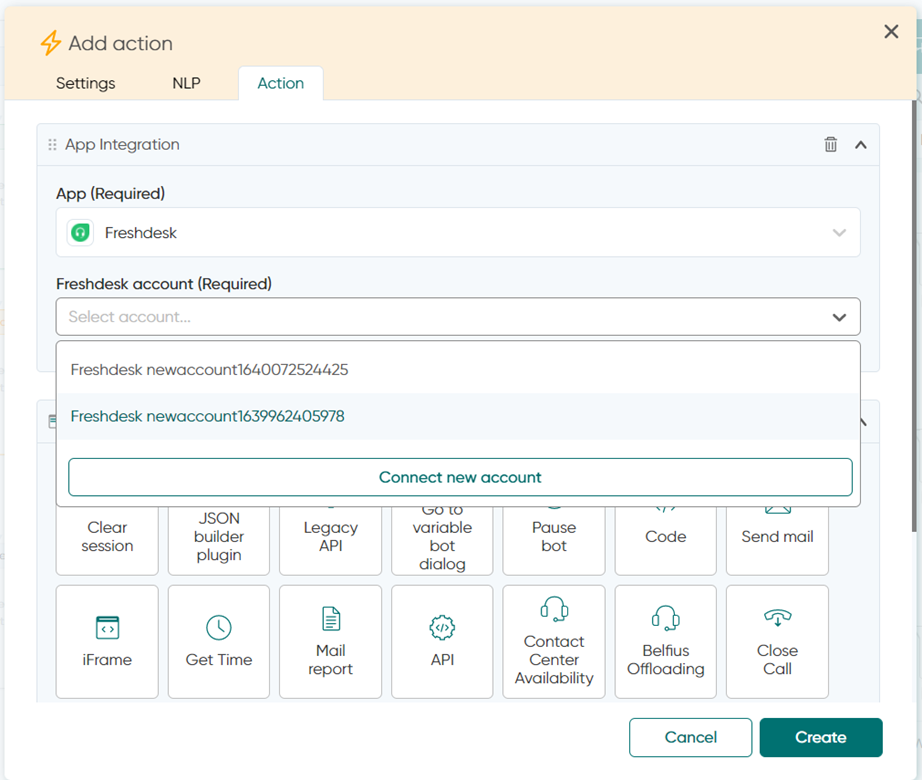 Add action
Settings
NLP
Action
App Integration
App (Required)
Freshdesk
Freshdesk account (Required)
Select account...
Freshdesk newaccount1640072524425
Freshdesk newaccount1639962405978
Connect new account
Clear
session
JSON
builder
plugin
Legacy
API
Go to
variable
bot
dialog
Pause
bot
Code
Send mail
iFrame
Get Time
Mail
report
API
Contact
Center
Availability
Belfius
Offloading
Close
Call
Cancel
Create